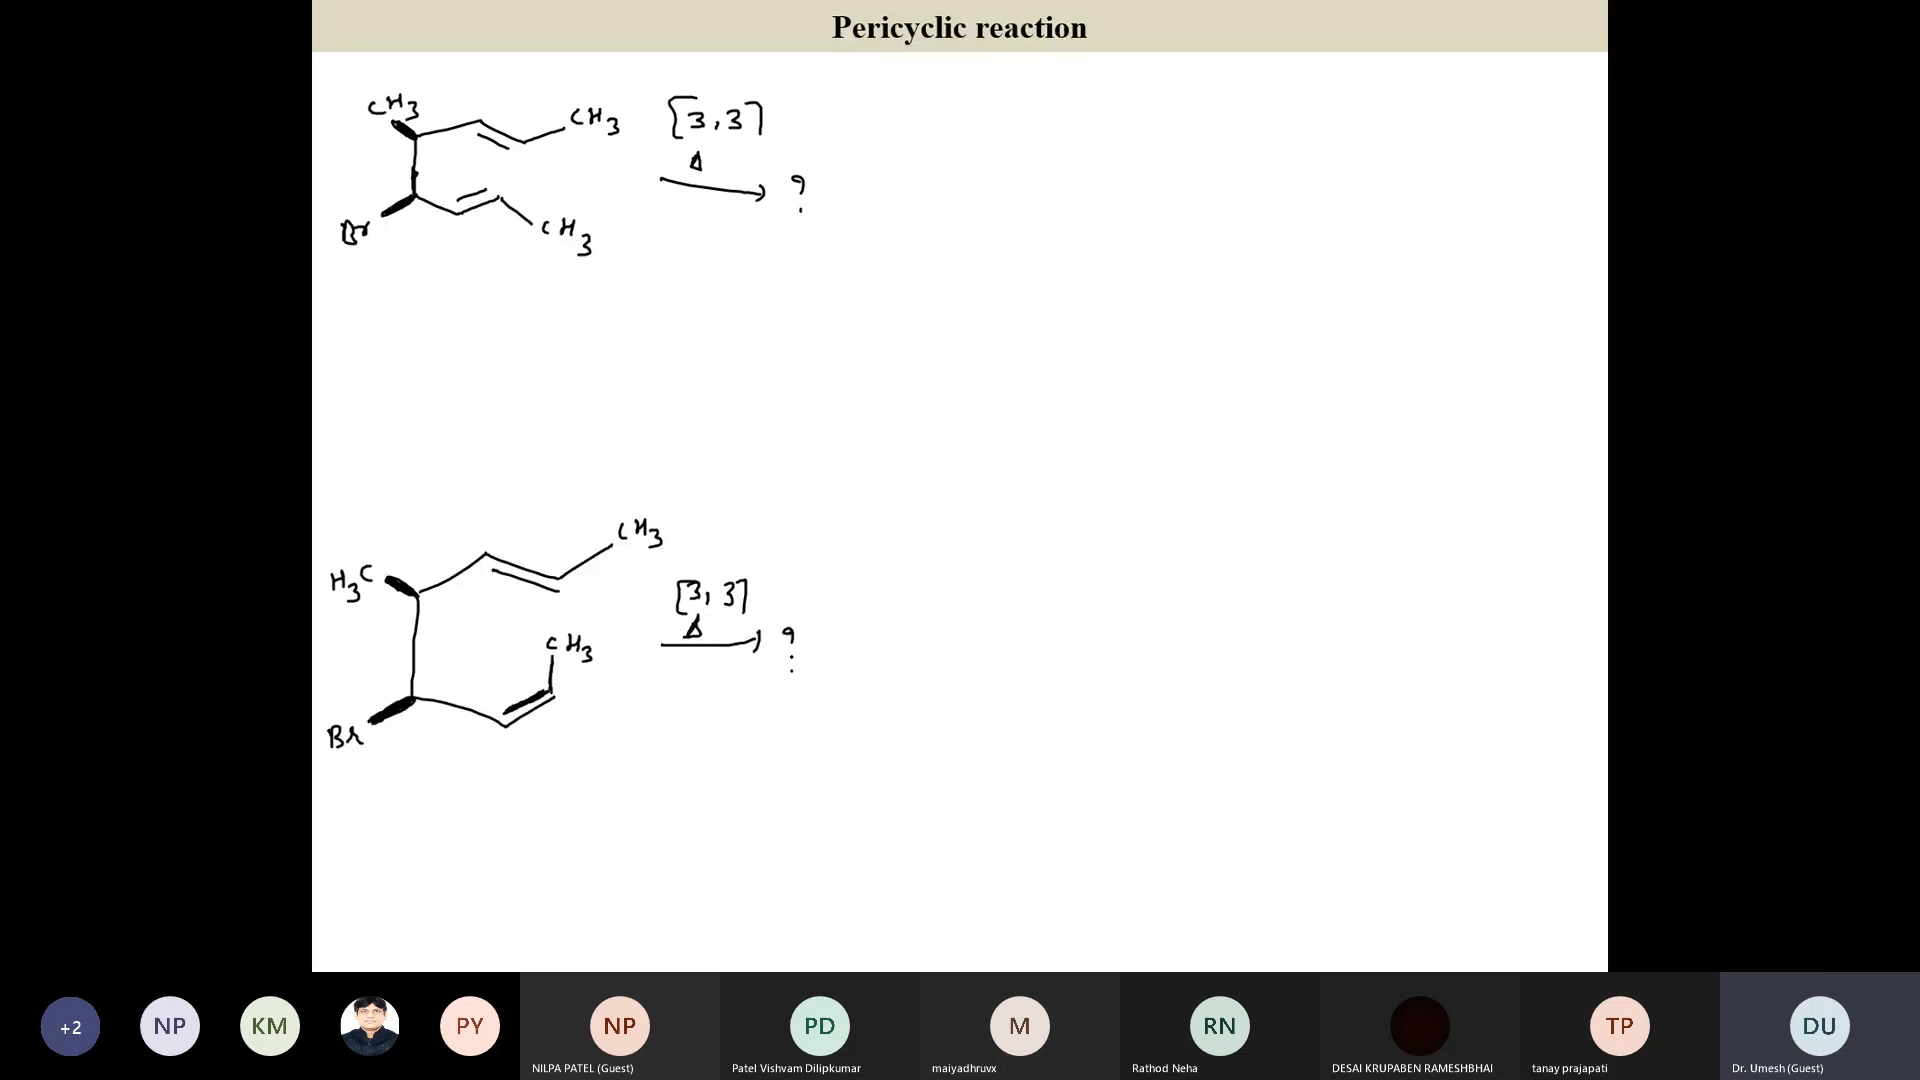 Pericyclic reaction
CH3
CH3
[3,3]
Δ
?
Br
CH3
CH3
H3C
[3,3]
Δ
?
CH3
Br
+2
NP
KM
PY
NP
PD
M
RN
TP
DU
NILPA PATEL (Guest)
Patel Vishvam Dilipkumar
maiyadhruvx
Rathod Neha
DESAI KRUPABEN RAMESHBHAI
tanay prajapati
Dr. Umesh (Guest)